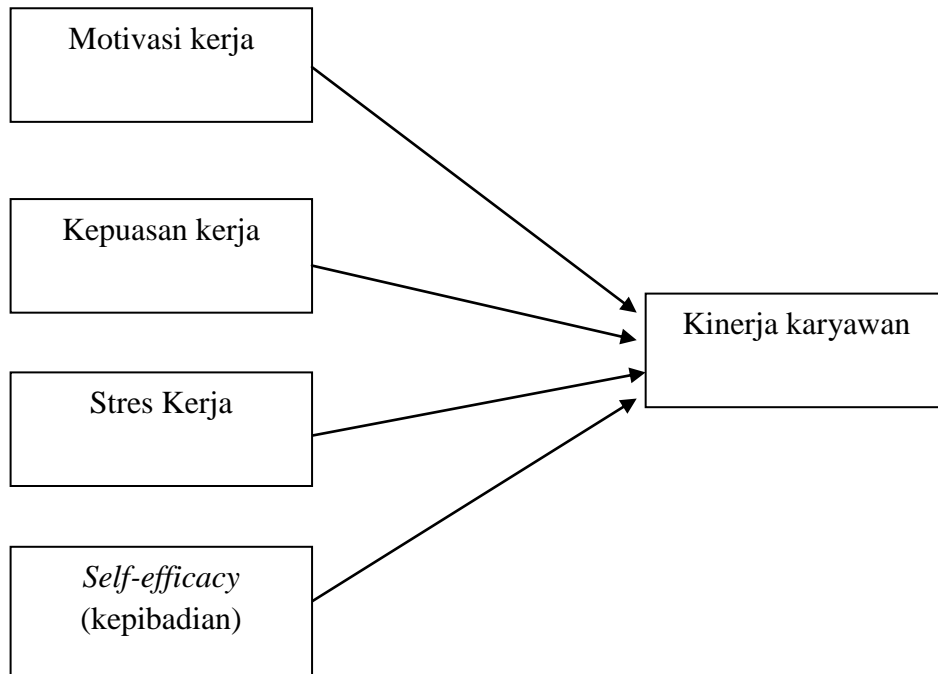 Motivasi kerja
Kepuasan kerja
Kinerja karyawan
Stres Kerja
Self-efficacy
(kepibadian)